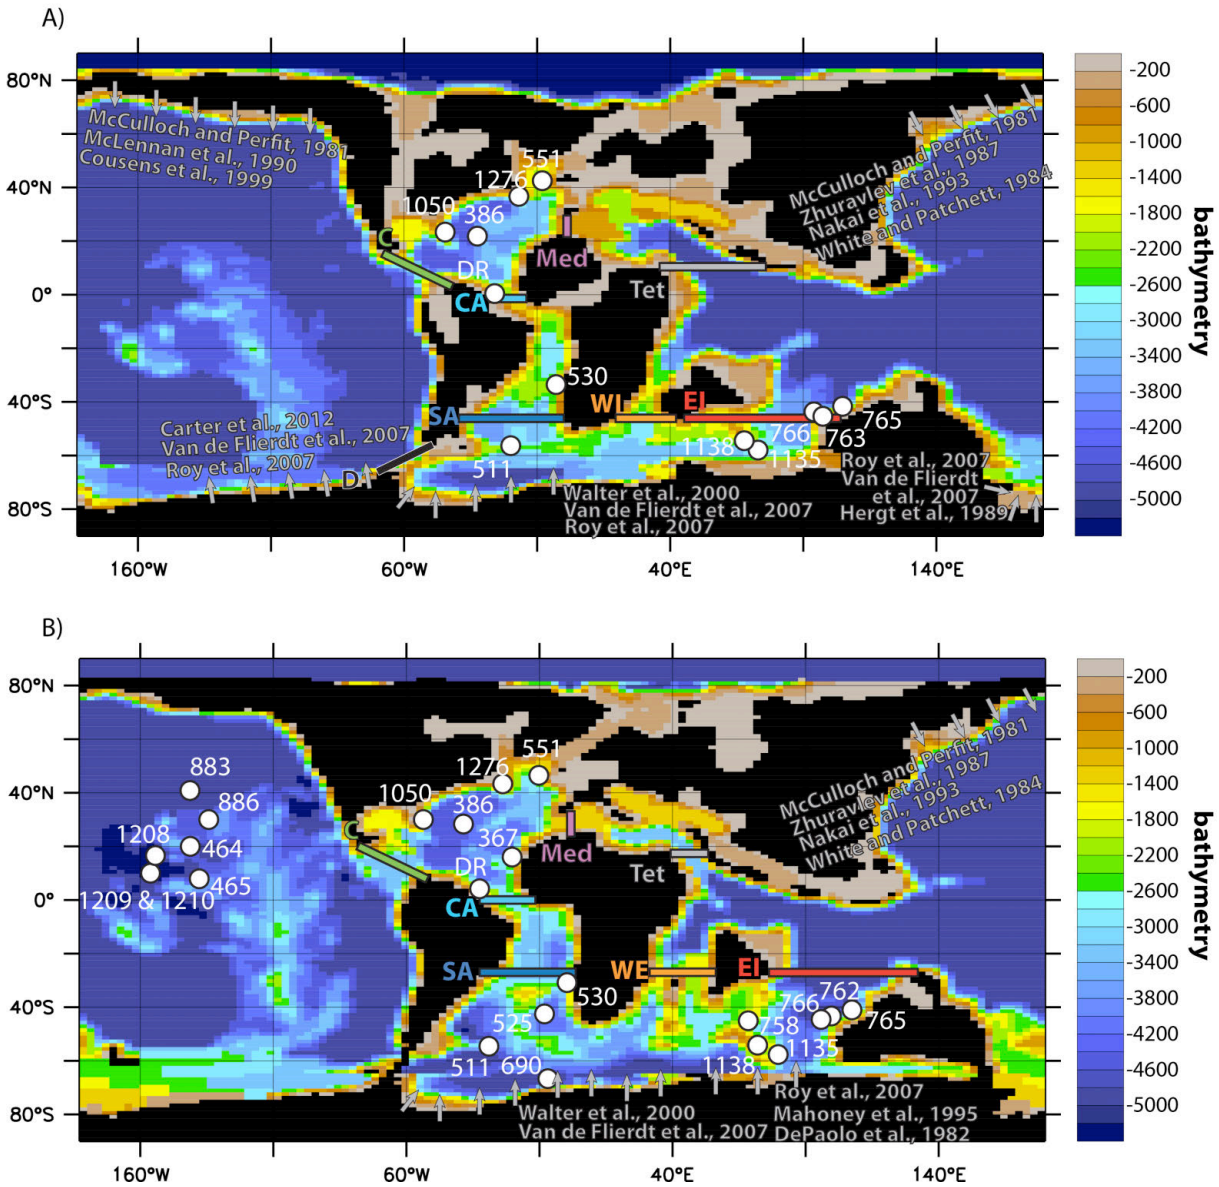 A)
80°N
40°N
0°
40°S
80°S
160°W
60°W
40°E
140°E
McCulloch and Perfit, 1981
McLennan et al., 1990
Cousens et al., 1999
551
1276
1050
386
C
DR
CA
Med
Tet
McCulloch and Perfit, 1981
Zhuravlev et al., 1987
Nakai et al., 1993
White and Patchett, 1984
530
SA
WI
EI
Carter et al., 2012
Van de Flierdt et al., 2007
Roy et al., 2007
D
511
1138
1135
766
763
765
Walter et al., 2000
Van de Flierdt et al., 2007
Roy et al., 2007
Roy et al., 2007
Van de Flierdt
et al., 2007
Hergt et al., 1989
-200
-600
-1000
-1400
-1800
-2200
-2600
-3000
-3400
-3800
-4200
-4600
-5000
bathymetry
B)
80°N
40°N
0°
40°S
80°S
160°W
60°W
40°E
140°E
883
886
1208
464
465
1209 & 1210
551
1276
1050
386
367
C
DR
CA
Med
Tet
McCulloch and Perfit, 1981
Zhuravlev et al., 1987
Nakai et al., 1993
White and Patchett, 1984
SA
WE
EI
530
525
511
690
758
766
762
765
1138
1135
Walter et al., 2000
Van de Flierdt et al., 2007
Roy et al., 2007
Mahoney et al., 1995
DePaolo et al., 1982
-200
-600
-1000
-1400
-1800
-2200
-2600
-3000
-3400
-3800
-4200
-4600
-5000
bathymetry